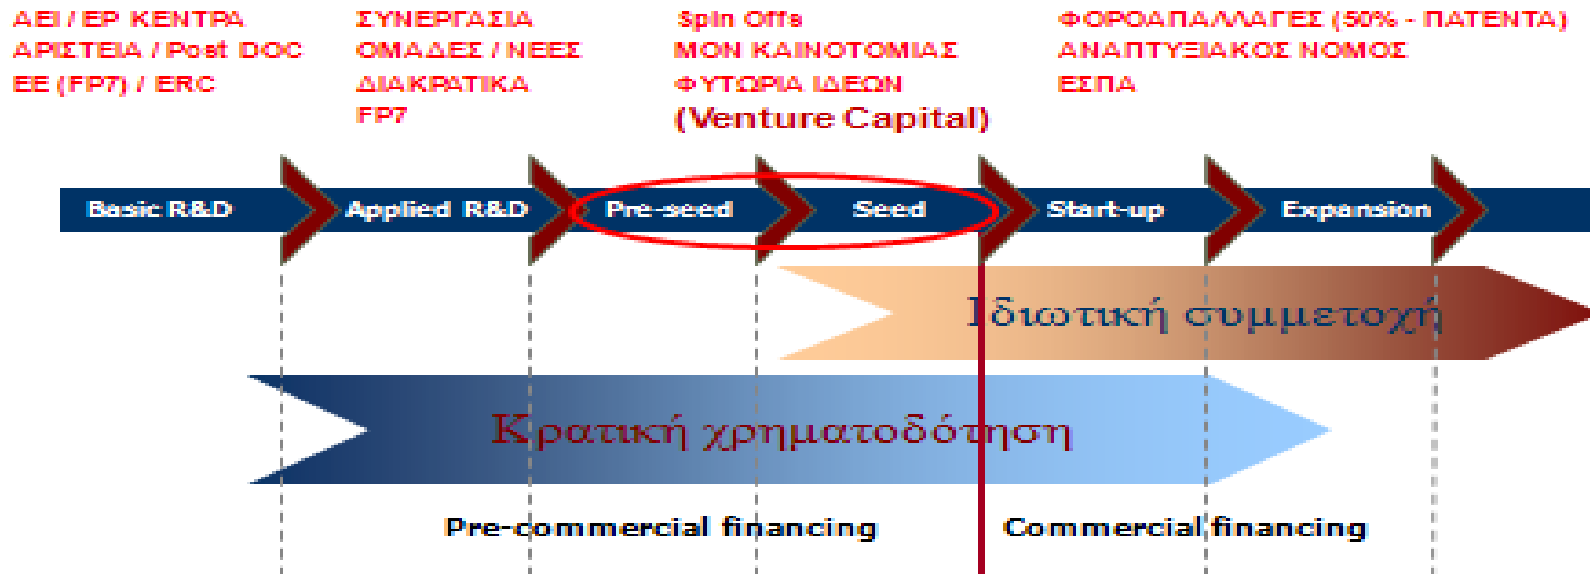 ΑΕΙ / ΕΡ ΚΕΝΤΡΑ
ΑΡΙΣΤΕΙΑ / Post DOC
ΕΕ (FP7) / ERC
ΣΥΝΕΡΓΑΣΙΑ
ΟΜΑΔΕΣ / ΝΕΕΣ
ΔΙΑΚΡΑΤΙΚΑ
FP7
Spin Offs
ΜΟΝ ΚΑΙΝΟΤΟΜΙΑΣ
ΦΥΤΩΡΙΑ ΙΔΕΩΝ
(Venture Capital)
ΦΟΡΟΑΠΑΛΛΑΓΕΣ (50% - ΠΑΤΕΝΤΑ)
ΑΝΑΠΤΥΞΙΑΚΟΣ ΝΟΜΟΣ
ΕΣΠΑ
Basic R&D
Applied R&D
Pre-seed
Seed
Start-up
Expansion
Ιδιωτική συμμετοχή
Κρατική χρηματοδότηση
Pre-commercial financing
Commercial financing